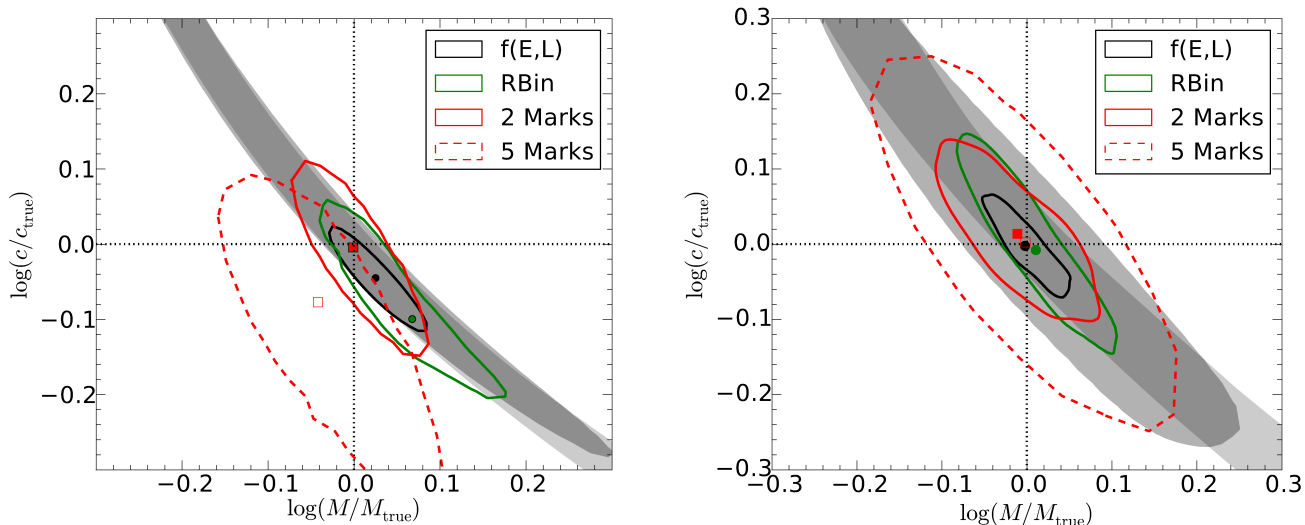 f(E,L)
RBin
2 Marks
5 Marks
0.2
0.1
0.0
−0.1
−0.2
log(c/c_true)
−0.2 −0.1 0.0 0.1 0.2
log(M/M_true)
0.3
f(E,L)
RBin
2 Marks
5 Marks
0.2
0.1
0.0
−0.1
−0.2
−0.3
log(c/c_true)
−0.3 −0.2 −0.1 0.0 0.1 0.2 0.3
log(M/M_true)